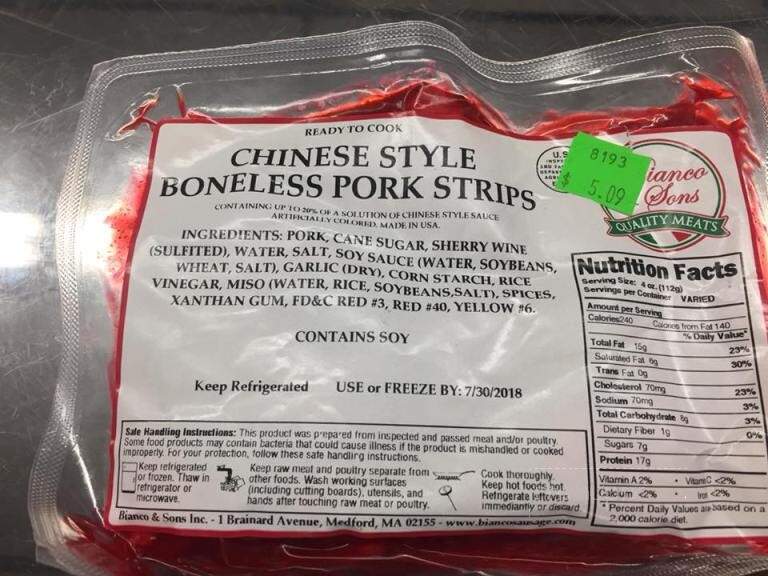 READY TO COOK
CHINESE STYLE
BONELESS PORK STRIPS
CONTAINING UP TO 20% OF A SOLUTION OF CHINESE STYLE SAUCE
ARTIFICIALLY COLORED. MADE IN USA.
INGREDIENTS: PORK, CANE SUGAR, SHERRY WINE
(SULFITED), WATER, SALT, SOY SAUCE (WATER, SOYBEANS,
WHEAT, SALT), GARLIC (DRY), CORN STARCH, RICE
VINEGAR, MISO (WATER, RICE, SOYBEANS,SALT), SPICES,
XANTHAN GUM, FD&C RED #3, RED #40, YELLOW #6.
CONTAINS SOY
Keep Refrigerated USE or FREEZE BY: 7/30/2018
U.S
8193
$ 5.09
ianco
Sons
QUALITY MEATS
Nutrition Facts
Serving Size: 4 oz. (112g)
Servings per Container VARIED
Amount per Serving
Calories240 Calories from Fat 140
% Daily Value*
Total Fat 15g 23%
Saturated Fat 6g 30%
Trans Fat 0g
Cholesterol 70mg 23%
Sodium 70mg 3%
Total Carbohydrate 8g 3%
Dietary Fiber 1g 0%
Sugars 7g
Protein 17g
Vitamin A 2% • Vitamin C <2%
Calcium <2% • Iron <2%
* Percent Daily Values are based on a
2,000 calorie diet.
Safe Handling Instructions: This product was prepared from inspected and passed meat and/or poultry.
Some food products may contain bacteria that could cause illness if the product is mishandled or cooked
improperly. For your protection, follow these safe handling instructions.
Keep refrigerated
or frozen. Thaw in
refrigerator or
microwave.
Keep raw meat and poultry separate from
other foods. Wash working surfaces
(including cutting boards), utensils, and
hands after touching raw meat or poultry.
Cook thoroughly.
Keep hot foods hot.
Refrigerate leftovers
immediantly or discard.
Bianco & Sons Inc. - 1 Brainard Avenue, Medford, MA 02155 - www.biancosausage.com